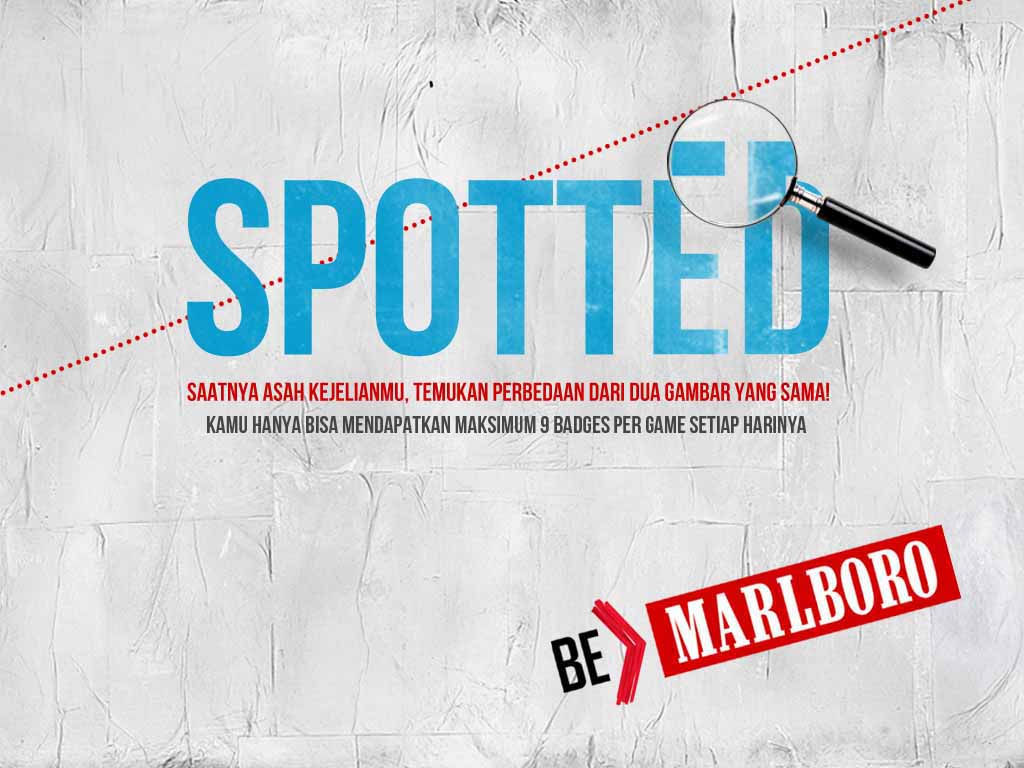 SPOTTED
SAATNYA ASAH KEJELIANMU, TEMUKAN PERBEDAAN DARI DUA GAMBAR YANG SAMA!
KAMU HANYA BISA MENDAPATKAN MAKSIMUM 9 BADGES PER GAME SETIAP HARINYA
BE MARLBORO